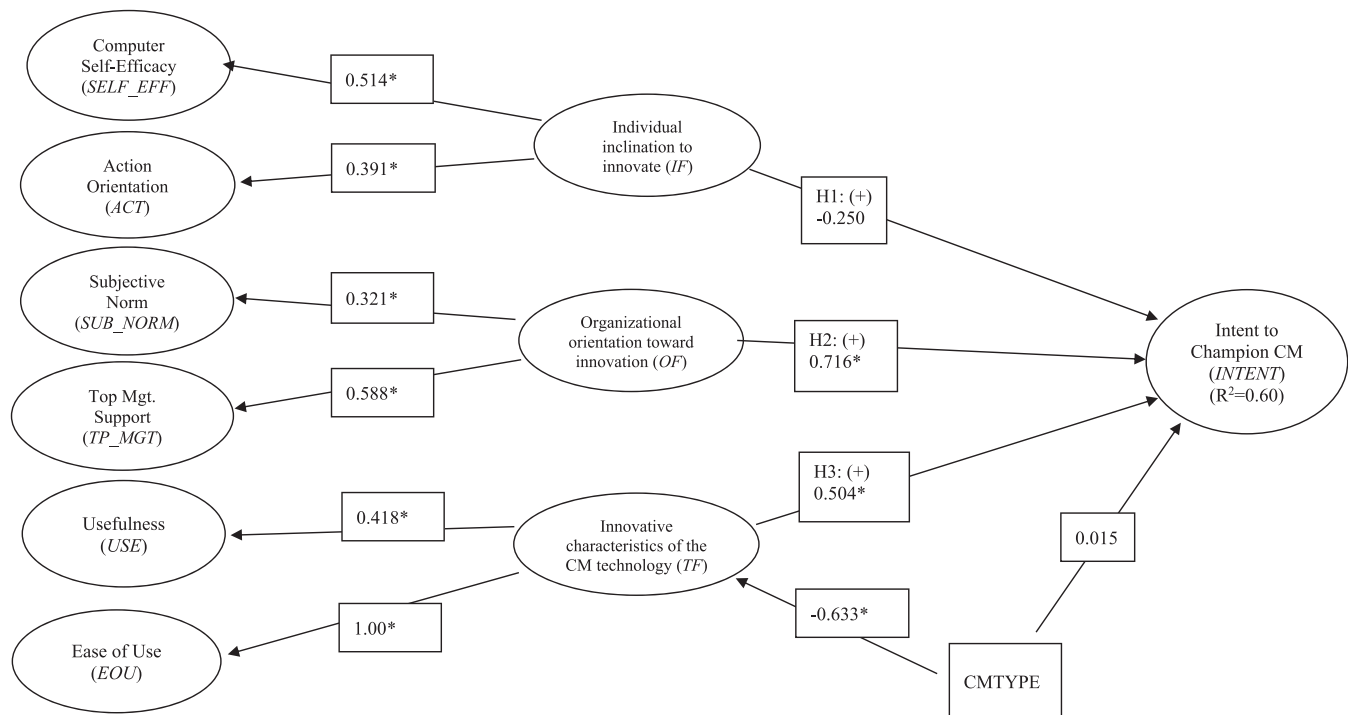 Computer
Self-Efficacy
(SELF_EFF)
0.514*
Individual
inclination to
innovate (IF)
Action
Orientation
(ACT)
0.391*
H1: (+)
-0.250
Subjective
Norm
(SUB_NORM)
0.321*
Organizational
orientation toward
innovation (OF)
H2: (+)
0.716*
Intent to
Champion CM
(INTENT)
(R²=0.60)
Top Mgt.
Support
(TP_MGT)
0.588*
H3: (+)
0.504*
Usefulness
(USE)
0.418*
Innovative
characteristics of the
CM technology (TF)
0.015
Ease of Use
(EOU)
1.00*
-0.633*
CMTYPE